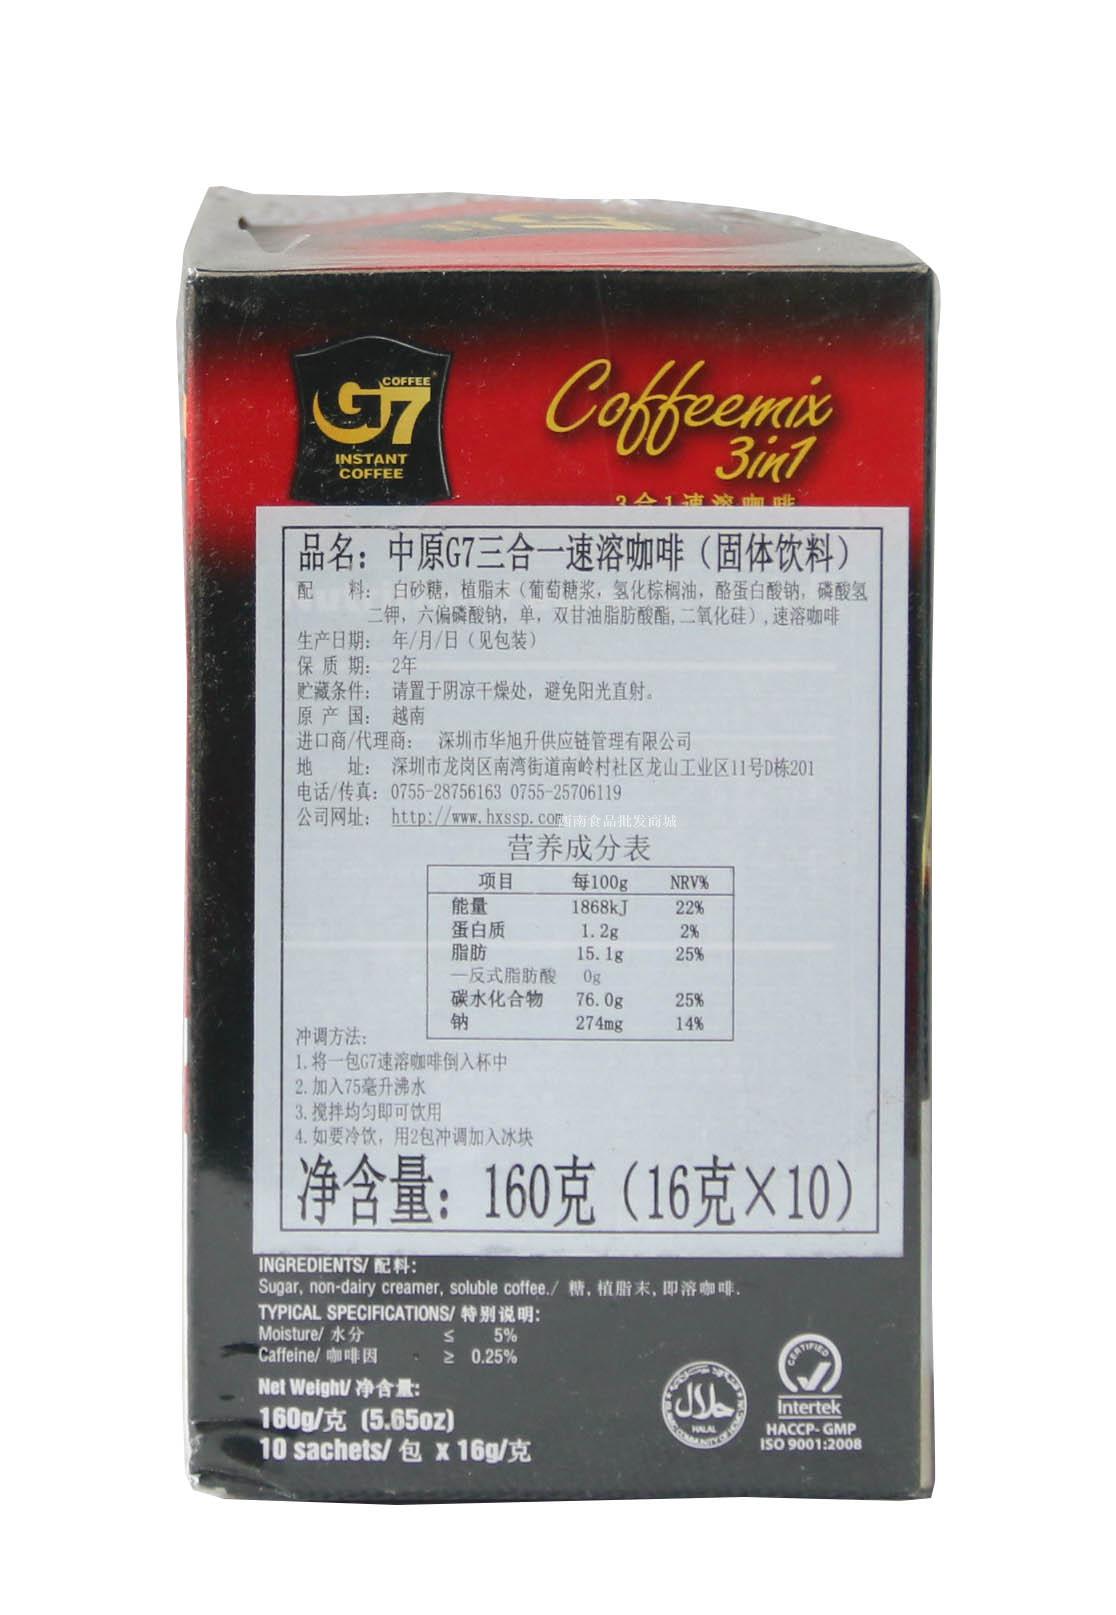 COFFEE
G7
INSTANT
COFFEE
Coffeemix
3in1
3合1速溶咖啡
品名：中原G7三合一速溶咖啡（固体饮料）
配 料： 白砂糖，植脂末（葡萄糖浆，氢化棕榈油，酪蛋白酸钠，磷酸氢
二钾，六偏磷酸钠，单，双甘油脂肪酸酯,二氧化硅）,速溶咖啡
生产日期： 年/月/日（见包装）
保 质 期： 2年
贮藏条件： 请置于阴凉干燥处，避免阳光直射。
原 产 国： 越南
进口商/代理商： 深圳市华旭升供应链管理有限公司
地 址： 深圳市龙岗区南湾街道南岭村社区龙山工业区11号D栋201
电话/传真： 0755-28756163 0755-25706119
公司网址： http://www.hxssp.com
西南食品批发商城
营养成分表
项目 每100g NRV%
能量 1868kJ 22%
蛋白质 1.2g 2%
脂肪 15.1g 25%
—反式脂肪酸 0g
碳水化合物 76.0g 25%
钠 274mg 14%
冲调方法：
1.将一包G7速溶咖啡倒入杯中
2.加入75毫升沸水
3.搅拌均匀即可饮用
4.如要冷饮，用2包冲调加入冰块
净含量：160克（16克×10）
INGREDIENTS/ 配料:
Sugar, non-dairy creamer, soluble coffee./ 糖, 植脂末, 即溶咖啡.
TYPICAL SPECIFICATIONS/ 特别说明:
Moisture/ 水分 ≤ 5%
Caffeine/ 咖啡因 ≥ 0.25%
Net Weight/ 净含量:
160g/克 (5.65oz)
10 sachets/ 包 x 16g/克
حلال
HALAL
CERTIFIED
Intertek
HACCP- GMP
ISO 9001:2008